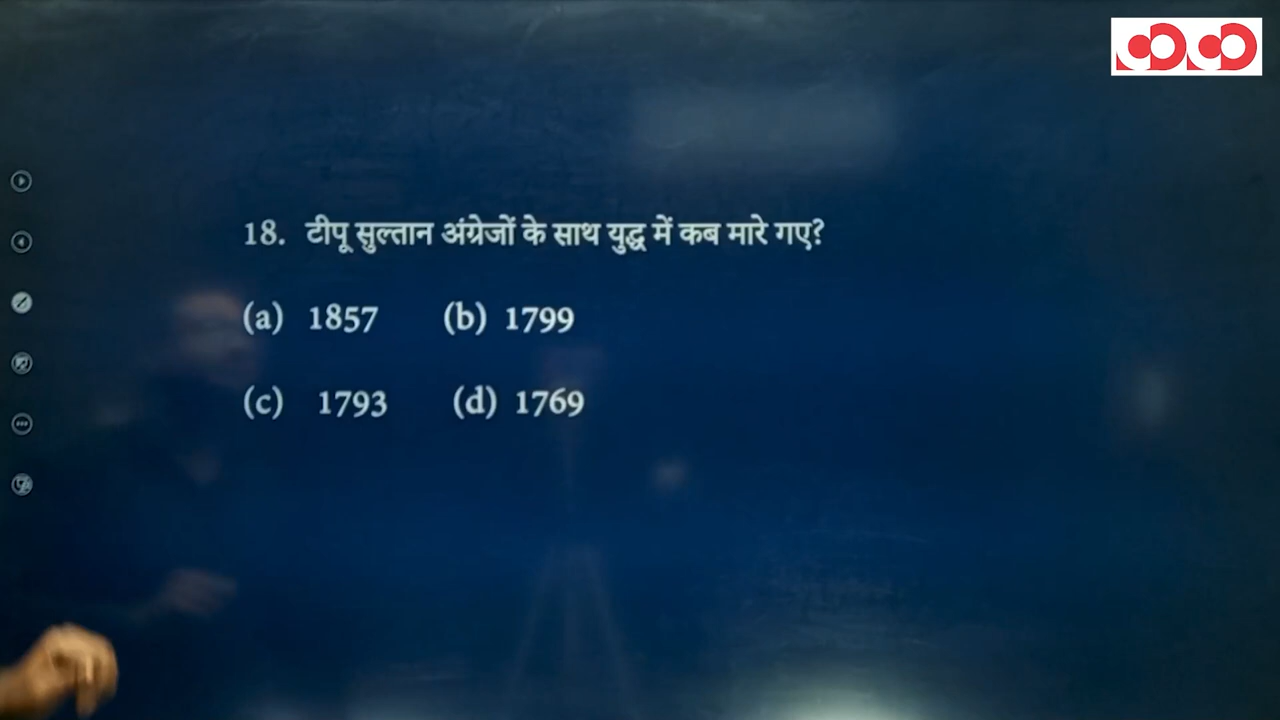 18. टीपू सुल्तान अंग्रेजों के साथ युद्ध में कब मारे गए?
(a) 1857 (b) 1799
(c) 1793 (d) 1769